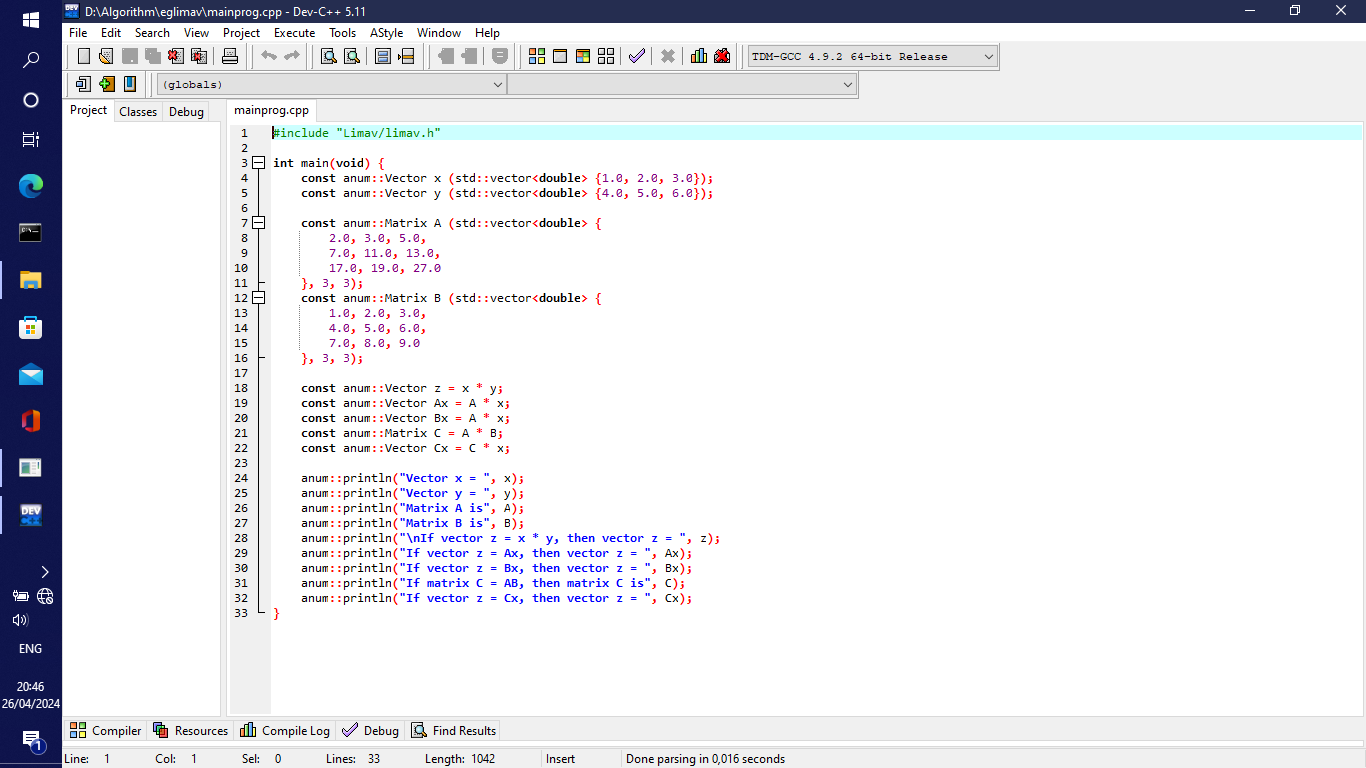 D:\Algorithm\eglimav\mainprog.cpp - Dev-C++ 5.11
File Edit Search View Project Execute Tools AStyle Window Help
TDM-GCC 4.9.2 64-bit Release
(globals)
Project Classes Debug
mainprog.cpp
1 #include "Limav/limav.h"
2
3 int main(void) {
4 const anum::Vector x (std::vector<double> {1.0, 2.0, 3.0});
5 const anum::Vector y (std::vector<double> {4.0, 5.0, 6.0});
6
7 const anum::Matrix A (std::vector<double> {
8 2.0, 3.0, 5.0,
9 7.0, 11.0, 13.0,
10 17.0, 19.0, 27.0
11 }, 3, 3);
12 const anum::Matrix B (std::vector<double> {
13 1.0, 2.0, 3.0,
14 4.0, 5.0, 6.0,
15 7.0, 8.0, 9.0
16 }, 3, 3);
17
18 const anum::Vector z = x * y;
19 const anum::Vector Ax = A * x;
20 const anum::Vector Bx = A * x;
21 const anum::Matrix C = A * B;
22 const anum::Vector Cx = C * x;
23
24 anum::println("Vector x = ", x);
25 anum::println("Vector y = ", y);
26 anum::println("Matrix A is", A);
27 anum::println("Matrix B is", B);
28 anum::println("\nIf vector z = x * y, then vector z = ", z);
29 anum::println("If vector z = Ax, then vector z = ", Ax);
30 anum::println("If vector z = Bx, then vector z = ", Bx);
31 anum::println("If matrix C = AB, then matrix C is", C);
32 anum::println("If vector z = Cx, then vector z = ", Cx);
33 }
Compiler Resources Compile Log Debug Find Results
Line: 1 Col: 1 Sel: 0 Lines: 33 Length: 1042 Insert Done parsing in 0,016 seconds
DEV
ENG
20:46
26/04/2024
1